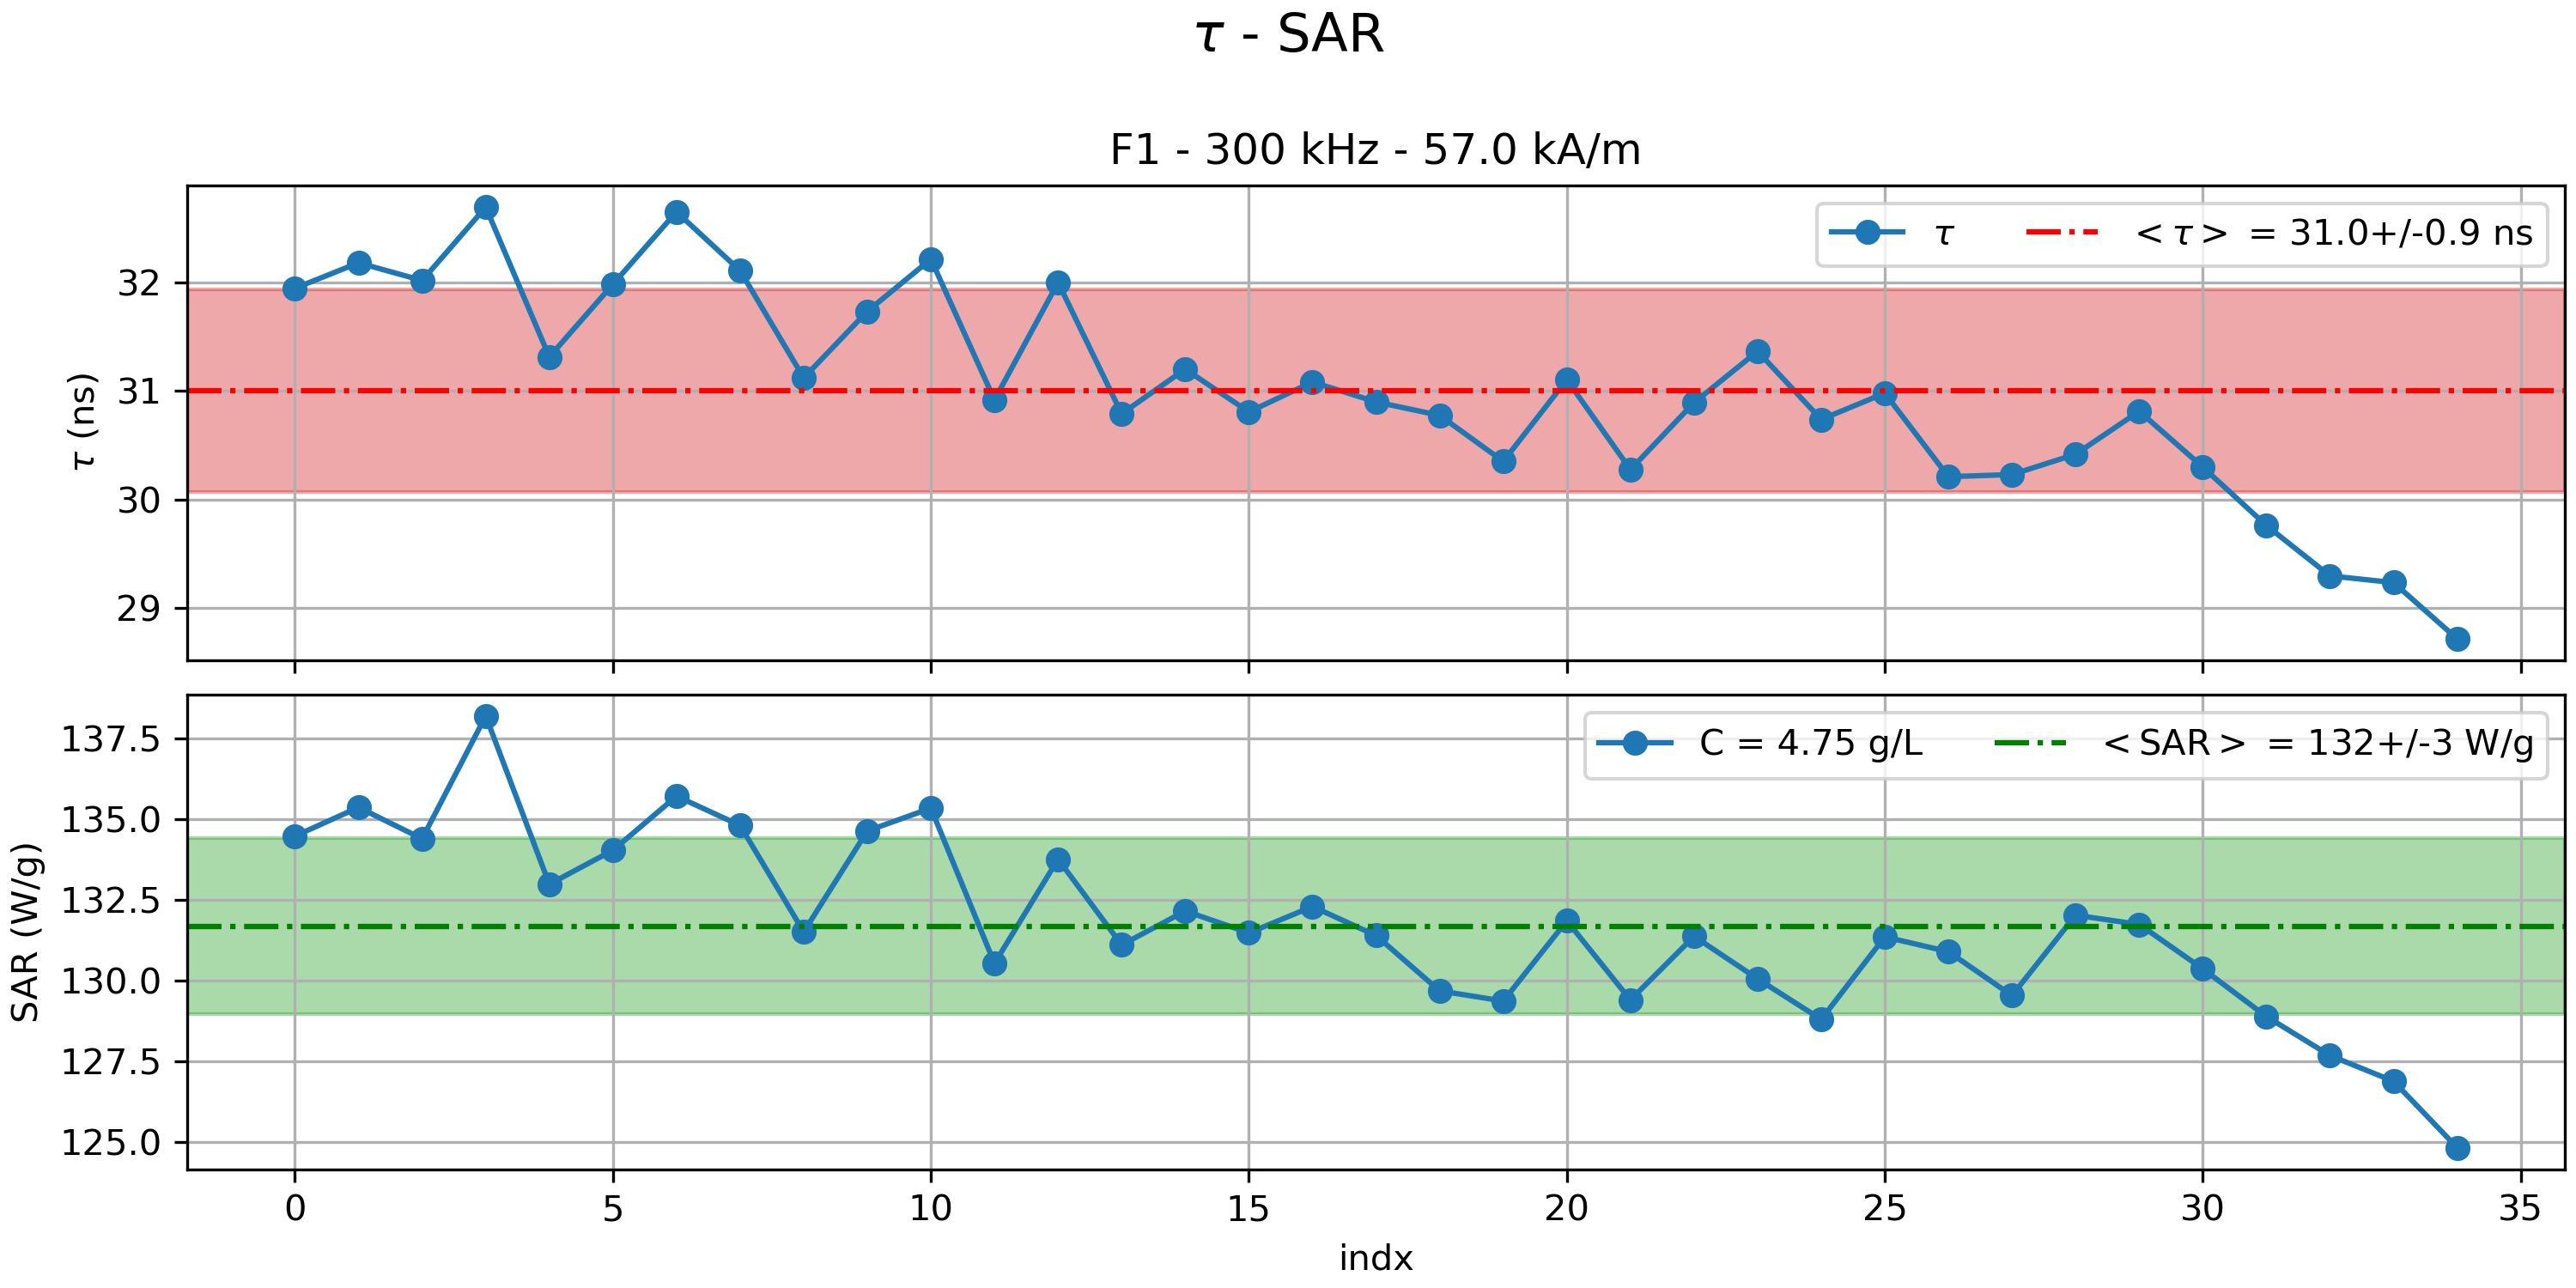 τ - SAR
F1 - 300 kHz - 57.0 kA/m
τ <τ> = 31.0+/-0.9 ns
32
31
30
29
τ (ns)
C = 4.75 g/L <SAR> = 132+/-3 W/g
137.5
135.0
132.5
130.0
127.5
125.0
SAR (W/g)
0 5 10 15 20 25 30 35
indx